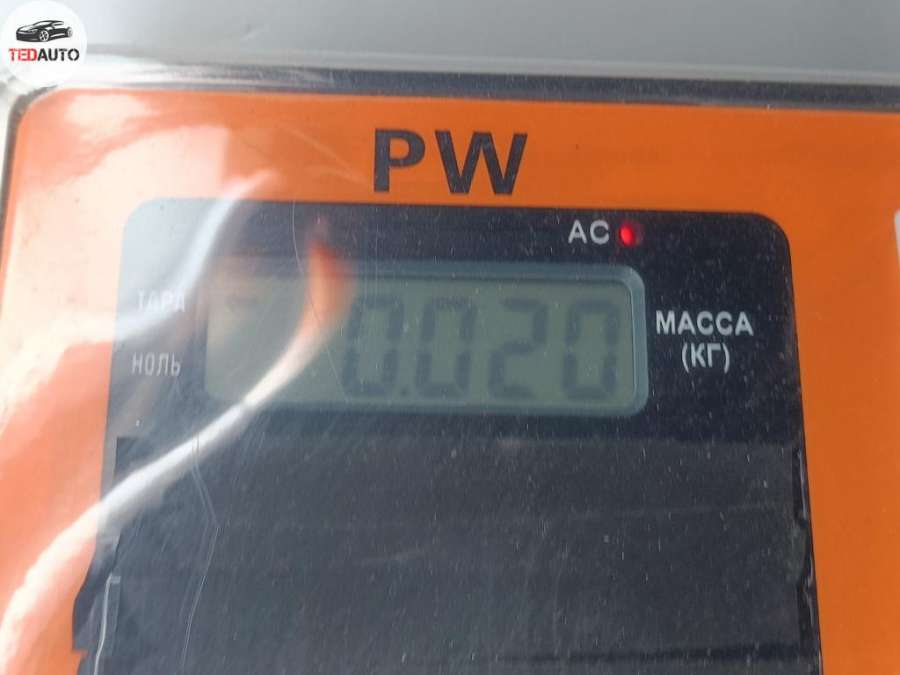 TEDAUTO
PW
AC
ТАРА
0.020
МАССА
(КГ)
НОЛЬ